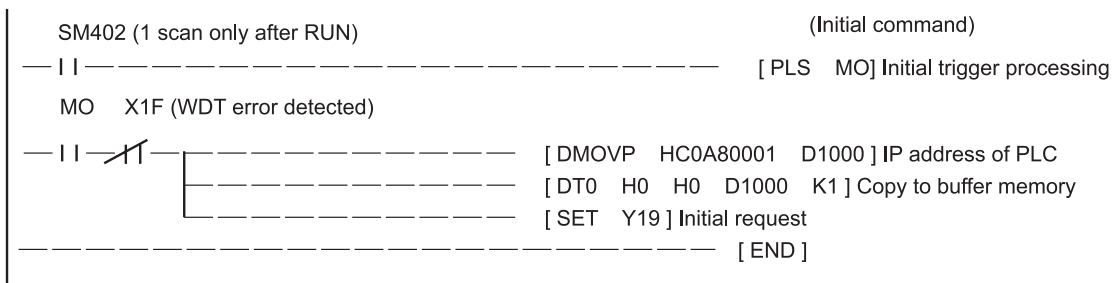 (Initial command)
SM402 (1 scan only after RUN)
[ PLS MO] Initial trigger processing
MO X1F (WDT error detected)
[ DMOVP HC0A80001 D1000 ] IP address of PLC
[ DT0 H0 H0 D1000 K1 ] Copy to buffer memory
[ SET Y19 ] Initial request
[ END ]